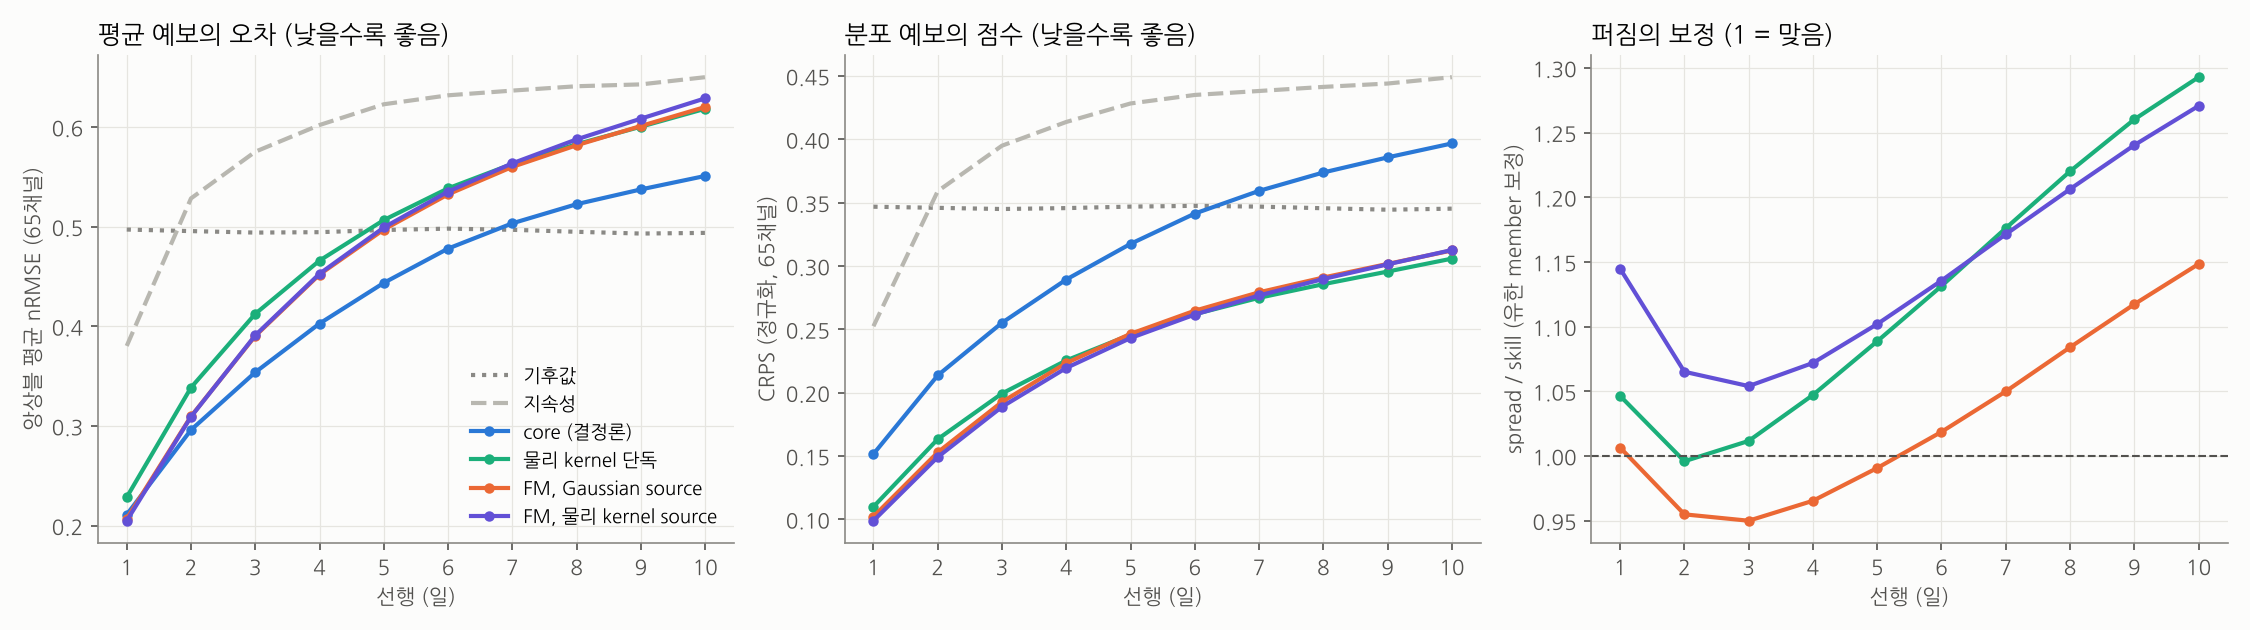 평균 예보의 오차 (낮을수록 좋음)
앙상블 평균 nRMSE (65채널)
0.6
0.5
0.4
0.3
0.2
기후값
지속성
core (결정론)
물리 kernel 단독
FM, Gaussian source
FM, 물리 kernel source
1 2 3 4 5 6 7 8 9 10
선행 (일)
분포 예보의 점수 (낮을수록 좋음)
CRPS (정규화, 65채널)
0.45
0.40
0.35
0.30
0.25
0.20
0.15
0.10
1 2 3 4 5 6 7 8 9 10
선행 (일)
퍼짐의 보정 (1 = 맞음)
spread / skill (유한 member 보정)
1.30
1.25
1.20
1.15
1.10
1.05
1.00
0.95
1 2 3 4 5 6 7 8 9 10
선행 (일)